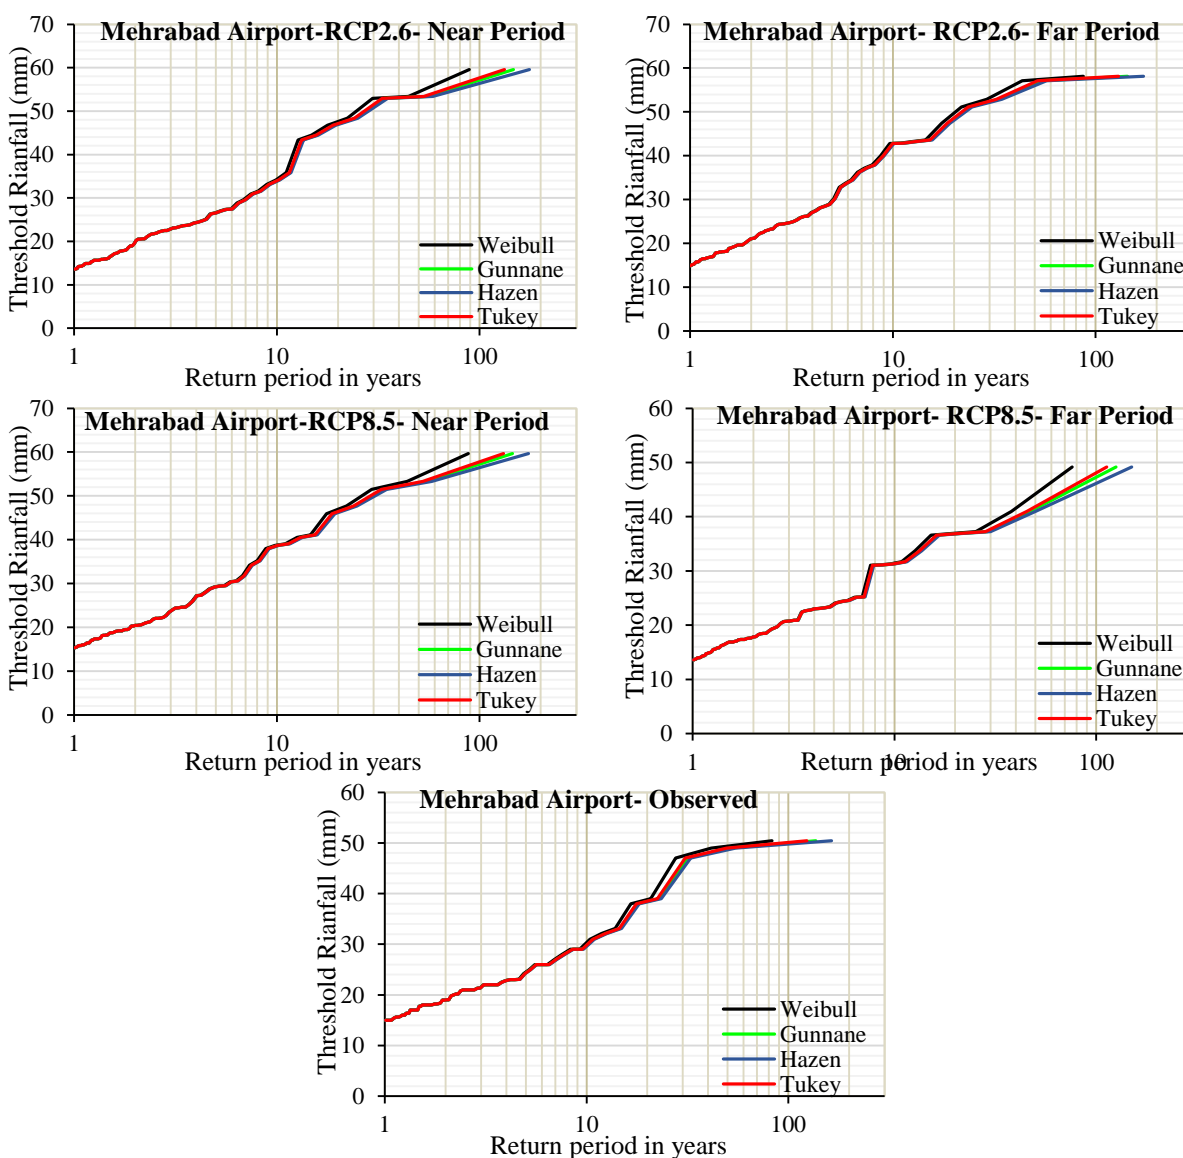 Mehrabad Airport-RCP2.6- Near Period
Threshold Rianfall (mm)
70
60
50
40
30
20
10
0
Weibull
Gunnane
Hazen
Tukey
1
10
100
Return period in years
Mehrabad Airport- RCP2.6- Far Period
Threshold Rianfall (mm)
70
60
50
40
30
20
10
0
Weibull
Gunnane
Hazen
Tukey
1
10
100
Return period in years
Mehrabad Airport-RCP8.5- Near Period
Threshold Rianfall (mm)
70
60
50
40
30
20
10
0
Weibull
Gunnane
Hazen
Tukey
1
10
100
Return period in years
Mehrabad Airport- RCP8.5- Far Period
Threshold Rianfall (mm)
60
50
40
30
20
10
0
Weibull
Gunnane
Hazen
Tukey
1
10
100
Return period in years
Mehrabad Airport- Observed
Threshold Rianfall (mm)
60
50
40
30
20
10
0
Weibull
Gunnane
Hazen
Tukey
1
10
100
Return period in years